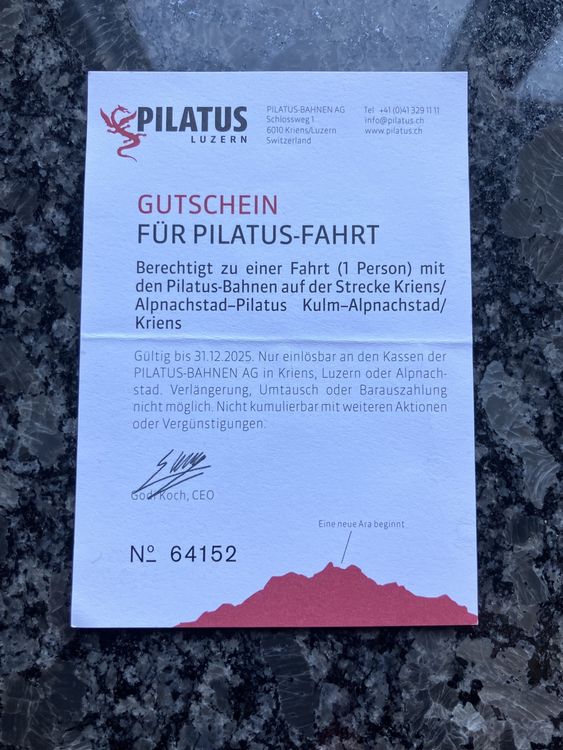 PILATUS
LUZERN
PILATUS-BAHNEN AG
Schlossweg 1
6010 Kriens/Luzern
Switzerland
Tel +41 (0)41 329 11 11
info@pilatus.ch
www.pilatus.ch
GUTSCHEIN
FÜR PILATUS-FAHRT
Berechtigt zu einer Fahrt (1 Person) mit
den Pilatus-Bahnen auf der Strecke Kriens/
Alpnachstad–Pilatus Kulm–Alpnachstad/
Kriens
Gültig bis 31.12.2025. Nur einlösbar an den Kassen der
PILATUS-BAHNEN AG in Kriens, Luzern oder Alpnach-
stad. Verlängerung, Umtausch oder Barauszahlung
nicht möglich. Nicht kumulierbar mit weiteren Aktionen
oder Vergünstigungen.
Godi Koch, CEO
Eine neue Ara beginnt
Nº 64152